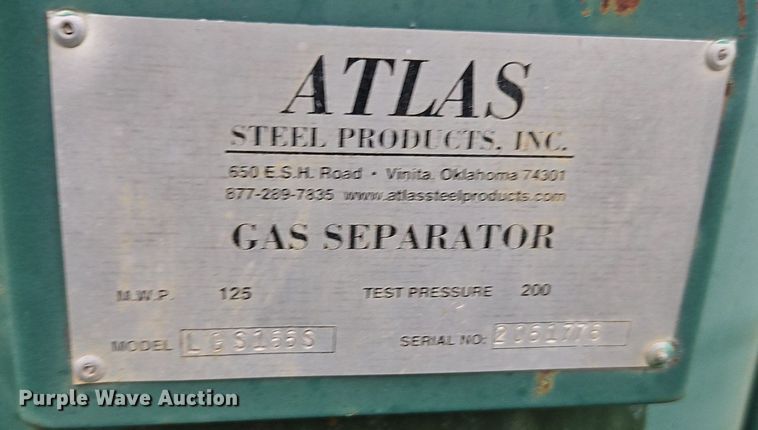 ATLAS
STEEL PRODUCTS, INC.
650 E.S.H. Road • Vinita, Oklahoma 74301
877-289-7835 www.atlassteelproducts.com
GAS SEPARATOR
M.W.P. 125 TEST PRESSURE 200
MODEL SERIAL NO: 2061776
Purple Wave Auction